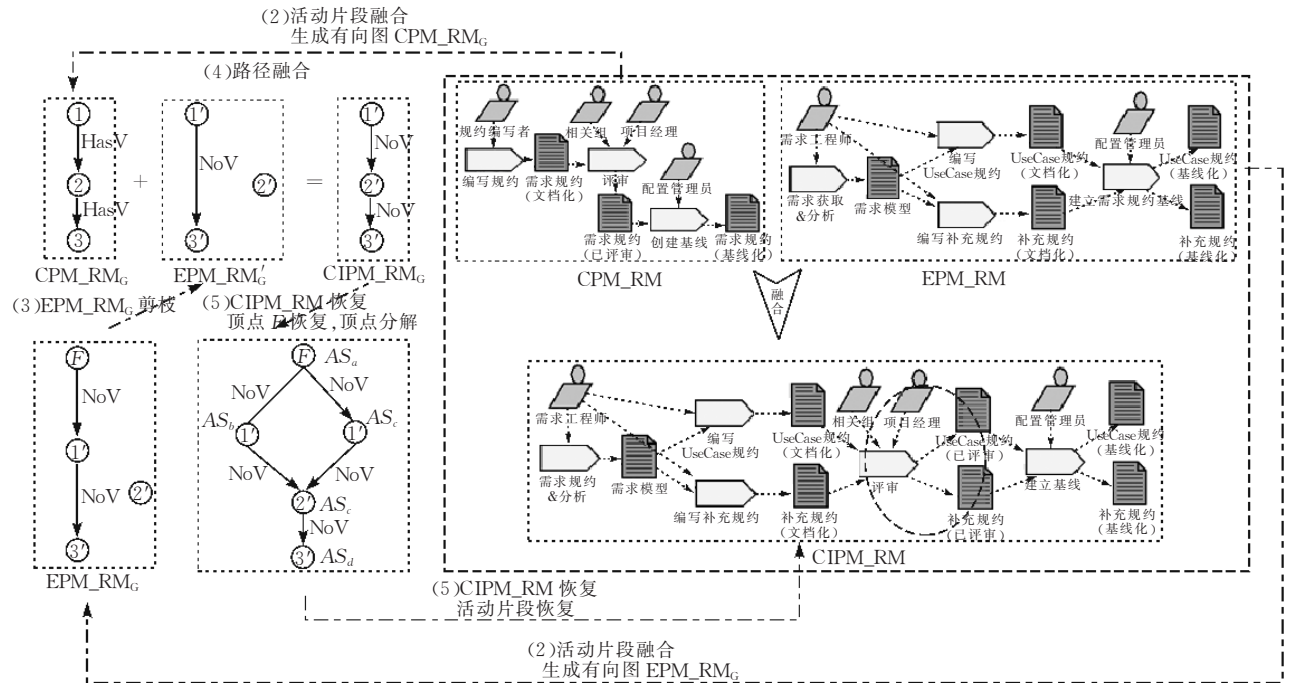 (2)活动片段融合
生成有向图 CPM_RM_G
(4)路径融合
1
HasV
2
HasV
3
CPM_RM_G
+
1′
NoV
2′
3′
EPM_RM′_G
=
1′
NoV
2′
NoV
3′
CIPM_RM_G
规约编写者
相关组
项目经理
编写规约
需求规约
(文档化)
评审
配置管理员
需求规约
(已评审)
创建基线
需求规约
(基线化)
CPM_RM
需求工程师
需求获取
&分析
需求模型
编写
UseCase规约
UseCase规约
(文档化)
配置管理员
UseCase规约
(基线化)
建立需求规约基线
编写补充规约
补充规约
(文档化)
补充规约
(基线化)
EPM_RM
融合
(3)EPM_RM_G 剪枝
(5)CIPM_RM 恢复
顶点 F 恢复,顶点分解
F
NoV
1′
NoV
2′
3′
EPM_RM_G
F
AS_a
NoV
NoV
AS_b
1′
1′
AS_c
NoV
NoV
2′
AS_c
NoV
3′
AS_d
需求工程师
需求规约
&分析
需求模型
编写
UseCase规约
UseCase规约
(文档化)
相关组
项目经理
UseCase规约
(已评审)
配置管理员
UseCase规约
(基线化)
编写补充规约
补充规约
(文档化)
评审
补充规约
(已评审)
建立基线
补充规约
(基线化)
CIPM_RM
(5)CIPM_RM 恢复
活动片段恢复
(2)活动片段融合
生成有向图 EPM_RM_G